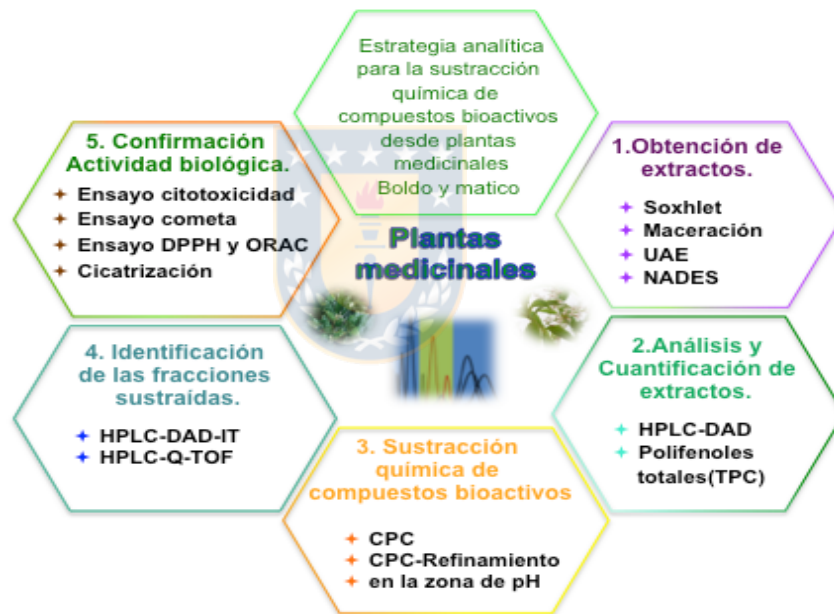 Estrategia analítica
para la sustracción
química de
compuestos bioactivos
desde plantas
medicinales
Boldo y matico
Plantas
medicinales
1.Obtención de
extractos.
Soxhlet
Maceración
UAE
NADES
2.Análisis y
Cuantificación de
extractos.
HPLC-DAD
Polifenoles
totales(TPC)
3. Sustracción
química de
compuestos bioactivos
CPC
CPC-Refinamiento
en la zona de pH
4. Identificación
de las fracciones
sustraídas.
HPLC-DAD-IT
HPLC-Q-TOF
5. Confirmación
Actividad biológica.
Ensayo citotoxicidad
Ensayo cometa
Ensayo DPPH y ORAC
Cicatrización